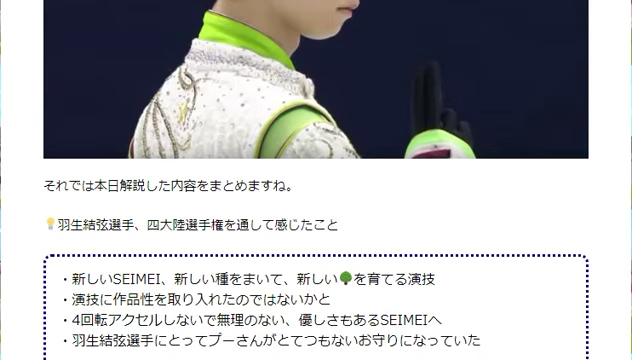 それでは本日解説した内容をまとめますね。
💡羽生結弦選手、四大陸選手権を通して感じたこと
・新しいSEIMEI、新しい種をまいて、新しい🌳を育てる演技
・演技に作品性を取り入れたのではないかと
・4回転アクセルしないで無理のない、優しさもあるSEIMEIへ
・羽生結弦選手にとってプーさんがとてつもないお守りになっていた